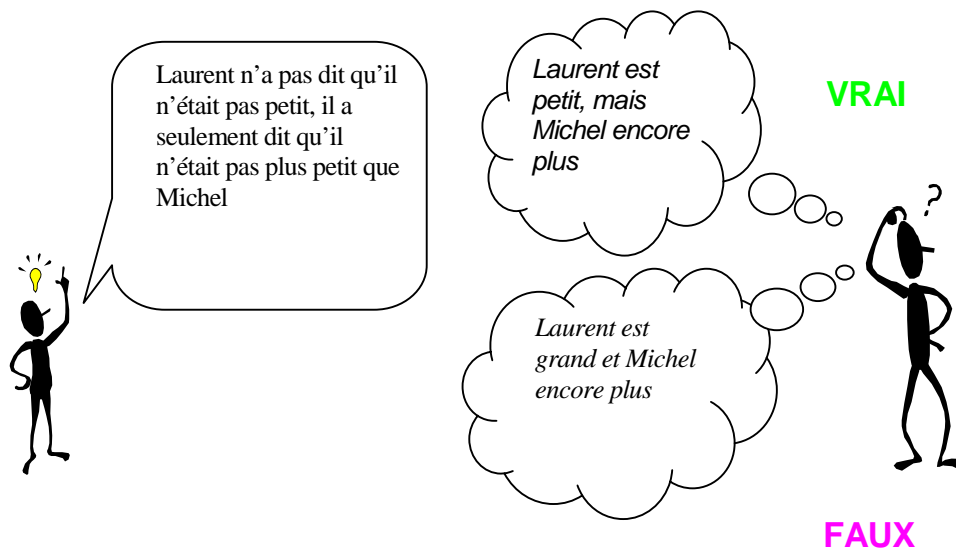 Laurent n'a pas dit qu'il
n'était pas petit, il a
seulement dit qu'il
n'était pas plus petit que
Michel
Laurent est
petit, mais
Michel encore
plus
VRAI
?
Laurent est
grand et Michel
encore plus
FAUX